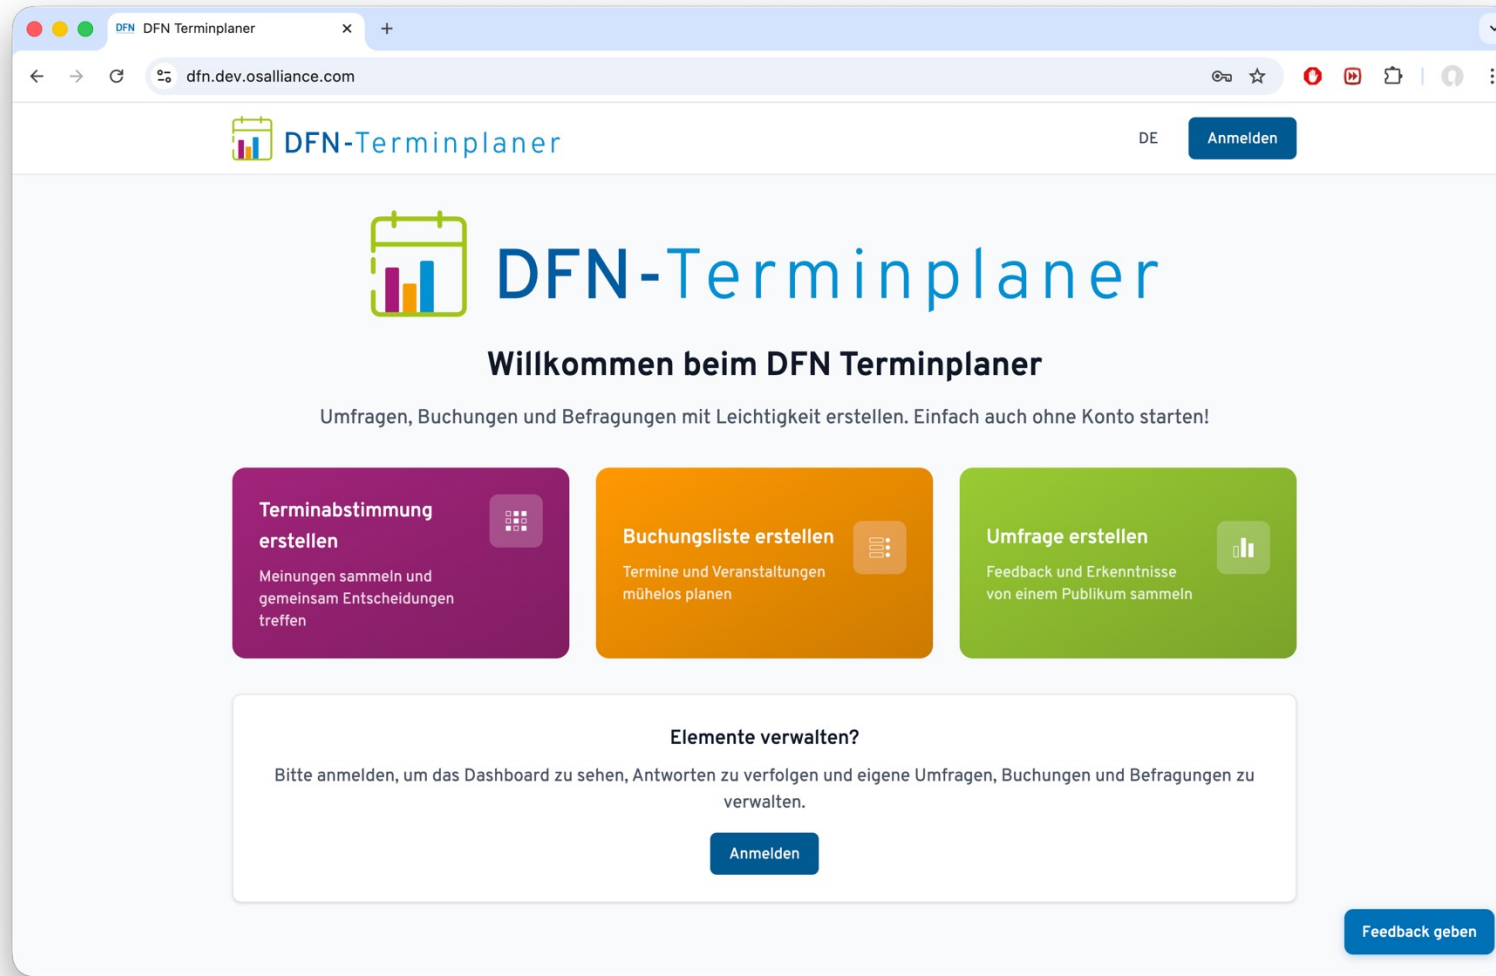 DFN DFN Terminplaner
dfn.dev.osalliance.com
DFN-Terminplaner
DE
Anmelden
DFN-Terminplaner
Willkommen beim DFN Terminplaner
Umfragen, Buchungen und Befragungen mit Leichtigkeit erstellen. Einfach auch ohne Konto starten!
Terminabstimmung
erstellen
Meinungen sammeln und
gemeinsam Entscheidungen
treffen
Buchungsliste erstellen
Termine und Veranstaltungen
mühelos planen
Umfrage erstellen
Feedback und Erkenntnisse
von einem Publikum sammeln
Elemente verwalten?
Bitte anmelden, um das Dashboard zu sehen, Antworten zu verfolgen und eigene Umfragen, Buchungen und Befragungen zu
verwalten.
Anmelden
Feedback geben